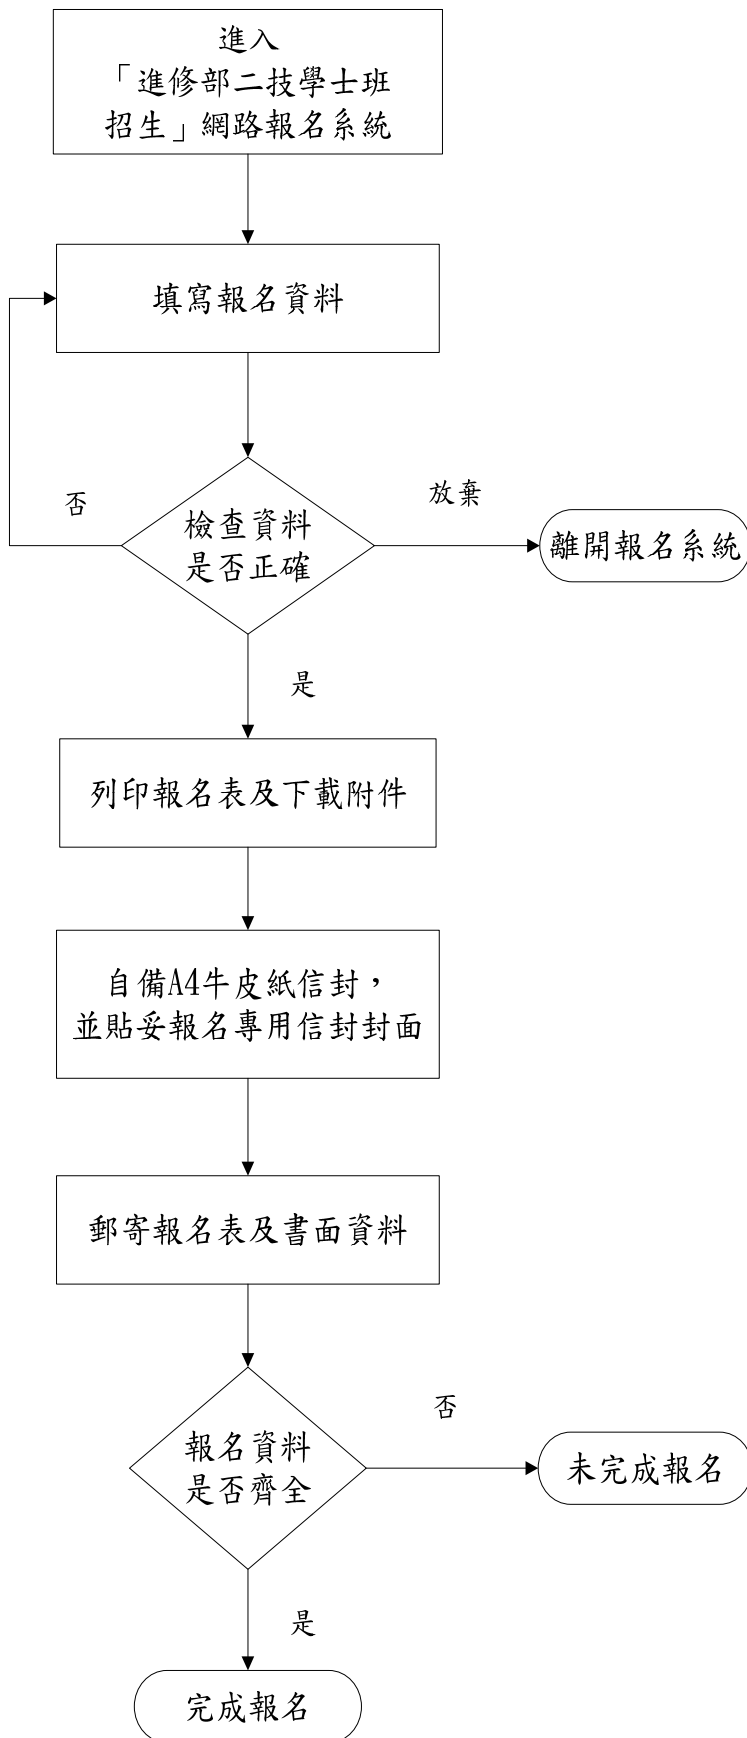 進入
「進修部二技學士班
招生」網路報名系統
填寫報名資料
否
檢查資料
是否正確
放棄
離開報名系統
是
列印報名表及下載附件
自備A4牛皮紙信封，
並貼妥報名專用信封封面
郵寄報名表及書面資料
報名資料
是否齊全
否
未完成報名
是
完成報名